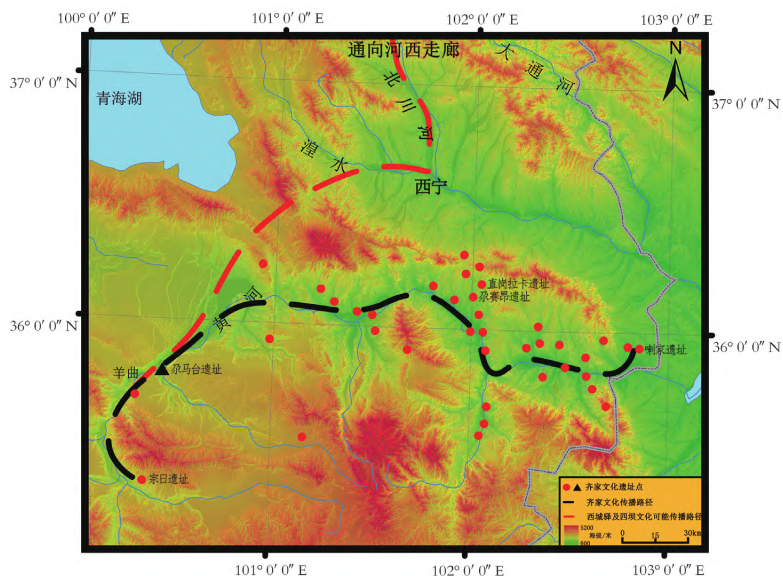 100° 0′ 0″ E
101° 0′ 0″ E
102° 0′ 0″ E
103° 0′ 0″ E
37° 0′ 0″ N
37° 0′ 0″ N
36° 0′ 0″ N
36° 0′ 0″ N
通向河西走廊
N
大通河
北川河
青海湖
湟水
西宁
直岗拉卡遗址
尕赛昂遗址
黄河
喇家遗址
羊曲
尕马台遗址
宗日遗址
齐家文化遗址点
齐家文化传播路径
西城驿及四坝文化可能传播路径
5200
海拔/米
600
0 15 30km
101° 0′ 0″ E
102° 0′ 0″ E
103° 0′ 0″ E